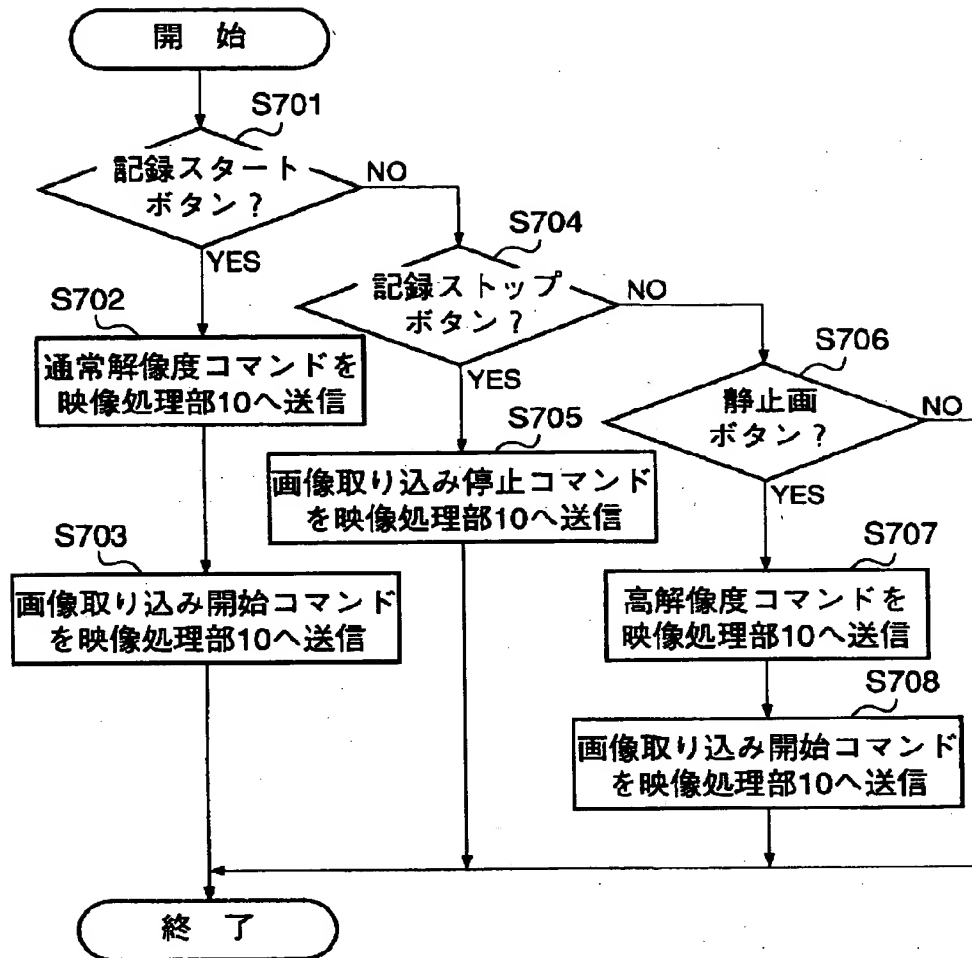 開 始
S701
記録スタート
ボタン?
NO
YES
S704
記録ストップ
ボタン?
NO
YES
S702
通常解像度コマンドを
映像処理部10へ送信
S706
静止画
ボタン?
NO
YES
S705
画像取り込み停止コマンド
を映像処理部10へ送信
S703
画像取り込み開始コマンド
を映像処理部10へ送信
S707
高解像度コマンドを
映像処理部10へ送信
S708
画像取り込み開始コマンド
を映像処理部10へ送信
終 了